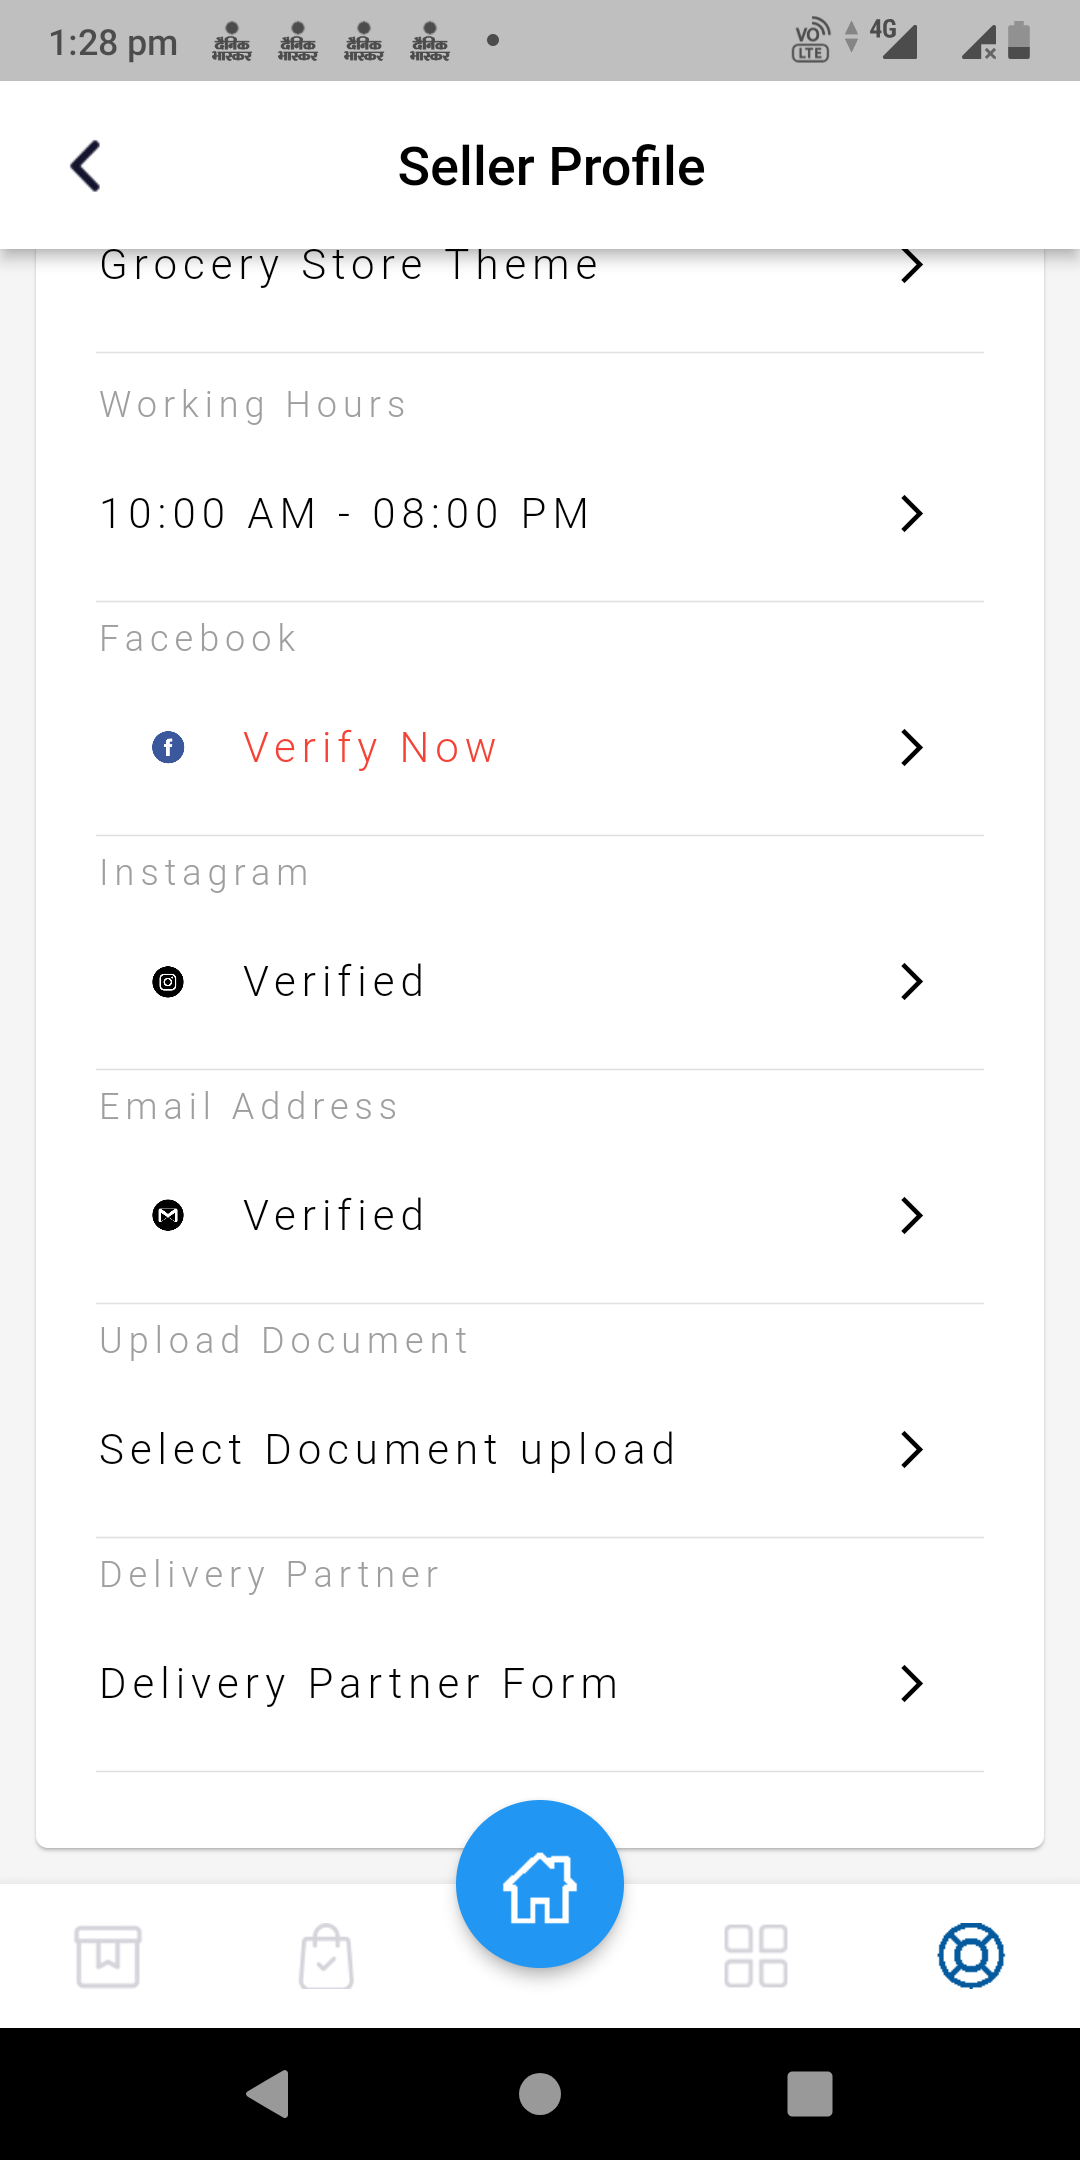 1:28 pm
दैनिक भास्कर दैनिक भास्कर दैनिक भास्कर दैनिक भास्कर
VO LTE 4G
Seller Profile
Grocery Store Theme
Working Hours
10:00 AM - 08:00 PM
Facebook
Verify Now
Instagram
Verified
Email Address
Verified
Upload Document
Select Document upload
Delivery Partner
Delivery Partner Form